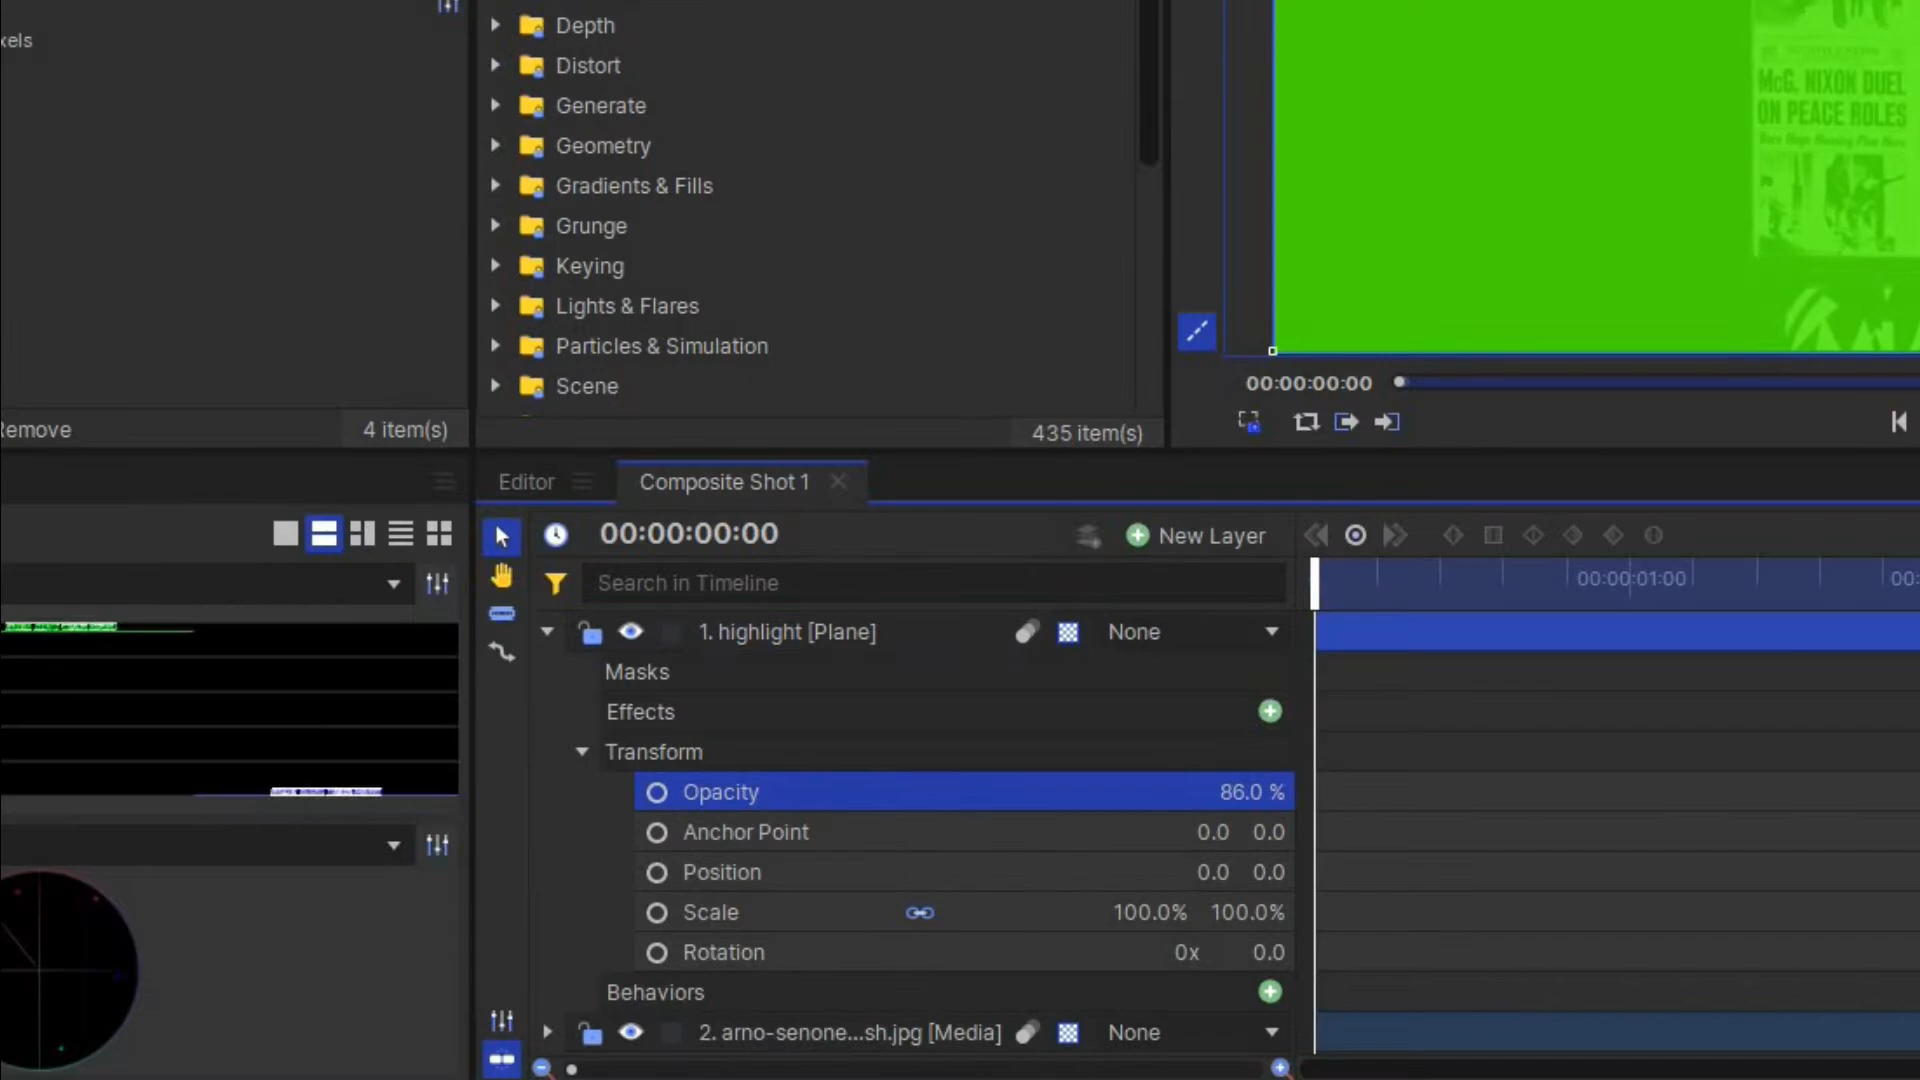 xels
Depth
Distort
Generate
Geometry
Gradients & Fills
Grunge
Keying
Lights & Flares
Particles & Simulation
Scene
Remove
4 item(s)
435 item(s)
McG. NIXON DUEL
ON PEACE ROLES
00:00:00:00
Editor
Composite Shot 1
00:00:00:00
New Layer
Search in Timeline
00:00:01:00
00:
1. highlight [Plane]
None
Masks
Effects
Transform
Opacity 86.0 %
Anchor Point 0.0 0.0
Position 0.0 0.0
Scale 100.0% 100.0%
Rotation 0x 0.0
Behaviors
2. arno-senone...sh.jpg [Media]
None